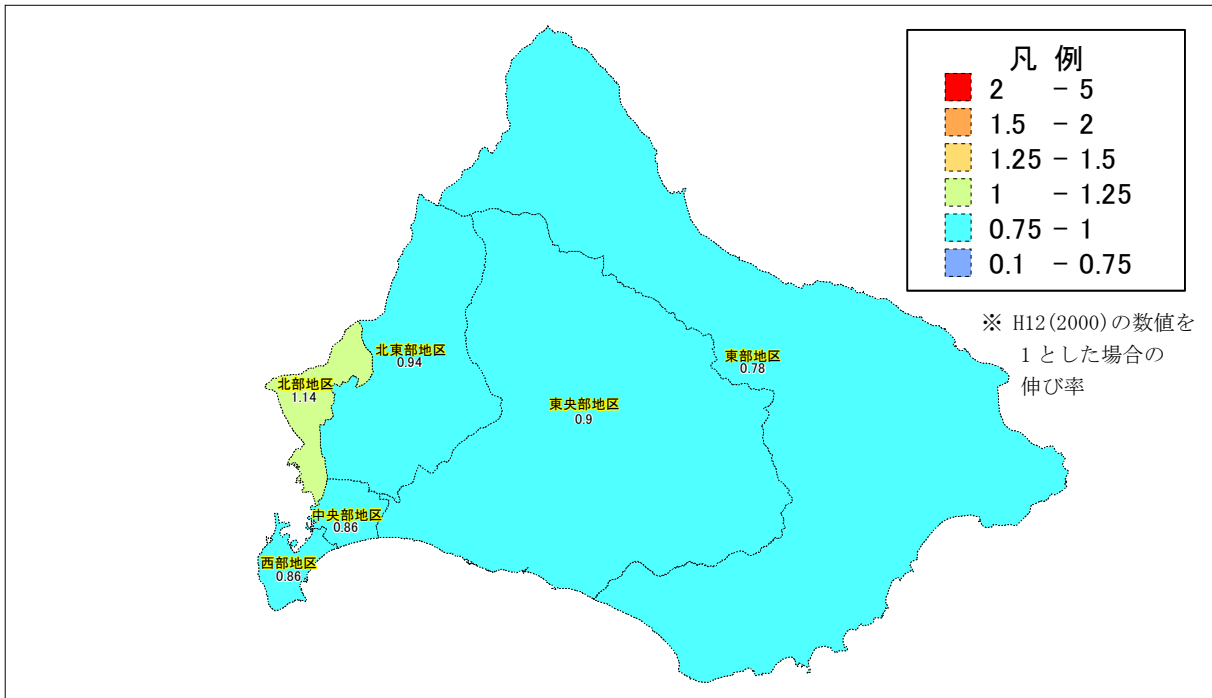 凡 例
2 - 5
1.5 - 2
1.25 - 1.5
1 - 1.25
0.75 - 1
0.1 - 0.75
※ H12(2000)の数値を
1 とした場合の
伸び率
北東部地区
0.94
東部地区
0.78
北部地区
1.14
東央部地区
0.9
中央部地区
0.86
西部地区
0.86